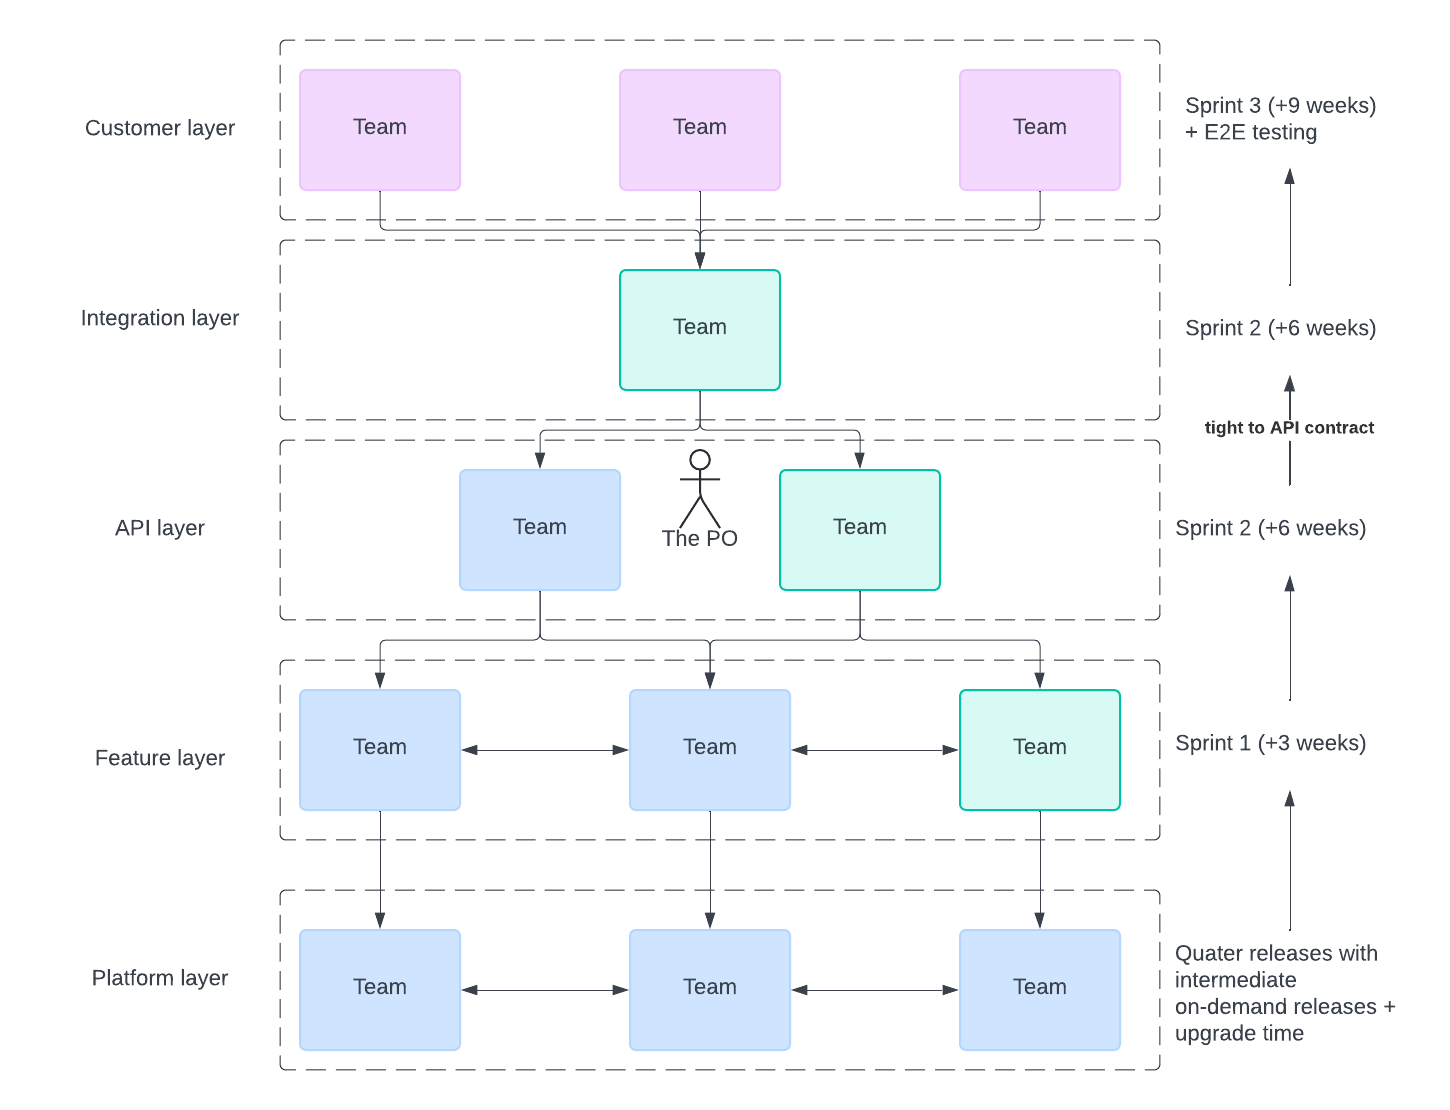 Customer layer
Team
Team
Team
Sprint 3 (+9 weeks)
+ E2E testing
Integration layer
Team
Sprint 2 (+6 weeks)
tight to API contract
API layer
Team
The PO
Team
Sprint 2 (+6 weeks)
Feature layer
Team
Team
Team
Sprint 1 (+3 weeks)
Platform layer
Team
Team
Team
Quater releases with
intermediate
on-demand releases +
upgrade time